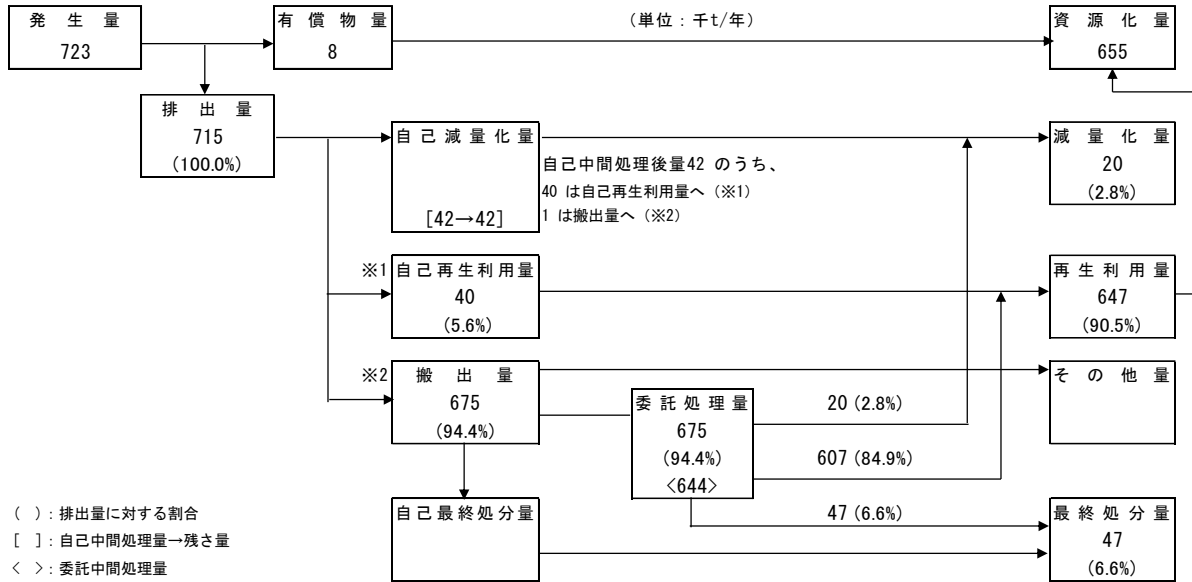 発生量
723
有償物量
8
(単位：千t/年)
資源化量
655
排出量
715
(100.0%)
自己減量化量
[42→42]
自己中間処理後量42 のうち、
40 は自己再生利用量へ（※1）
1 は搬出量へ（※2）
減量化量
20
(2.8%)
※1
自己再生利用量
40
(5.6%)
再生利用量
647
(90.5%)
※2
搬出量
675
(94.4%)
委託処理量
675
(94.4%)
<644>
20 (2.8%)
607 (84.9%)
47 (6.6%)
その他量
自己最終処分量
最終処分量
47
(6.6%)
（　）：排出量に対する割合
［　］：自己中間処理量→残さ量
＜　＞：委託中間処理量